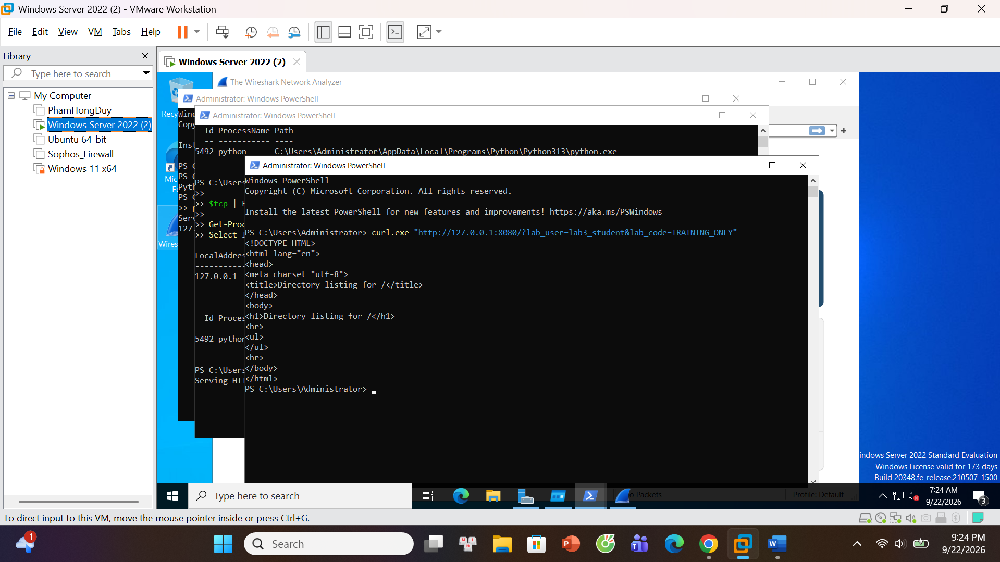 Windows Server 2022 (2) - VMware Workstation
File Edit View VM Tabs Help
Library
Type here to search
My Computer
PhamHongDuy
Windows Server 2022 (2)
Ubuntu 64-bit
Sophos_Firewall
Windows 11 x64
Windows Server 2022 (2)
The Wireshark Network Analyzer
Administrator: Windows PowerShell
Administrator: Windows PowerShell
Id ProcessName Path
-- ----------- ----
5492 python C:\Users\Administrator\AppData\Local\Programs\Python\Python313\python.exe
PS C:\Users
>>
>> $tcp |
>>
>> Get-Proc
>> Select
LocalAddres
-----------
127.0.0.1
Id Proces
-- ------
5492 python
PS C:\Users
Serving HTT
Administrator: Windows PowerShell
Windows PowerShell
Copyright (C) Microsoft Corporation. All rights reserved.
Install the latest PowerShell for new features and improvements! https://aka.ms/PSWindows
PS C:\Users\Administrator> curl.exe "http://127.0.0.1:8080/?lab_user=lab3_student&lab_code=TRAINING_ONLY"
<!DOCTYPE HTML>
<html lang="en">
<head>
<meta charset="utf-8">
<title>Directory listing for /</title>
</head>
<body>
<h1>Directory listing for /</h1>
<hr>
<ul>
</ul>
<hr>
</body>
</html>
PS C:\Users\Administrator>
indows Server 2022 Standard Evaluation
Windows License valid for 173 days
Build 20348.fe_release.210507-1500
Type here to search
o Packets
Profile: Default
7:24 AM
9/22/2026
3
To direct input to this VM, move the mouse pointer inside or press Ctrl+G.
1
Search
9:24 PM
9/22/2026